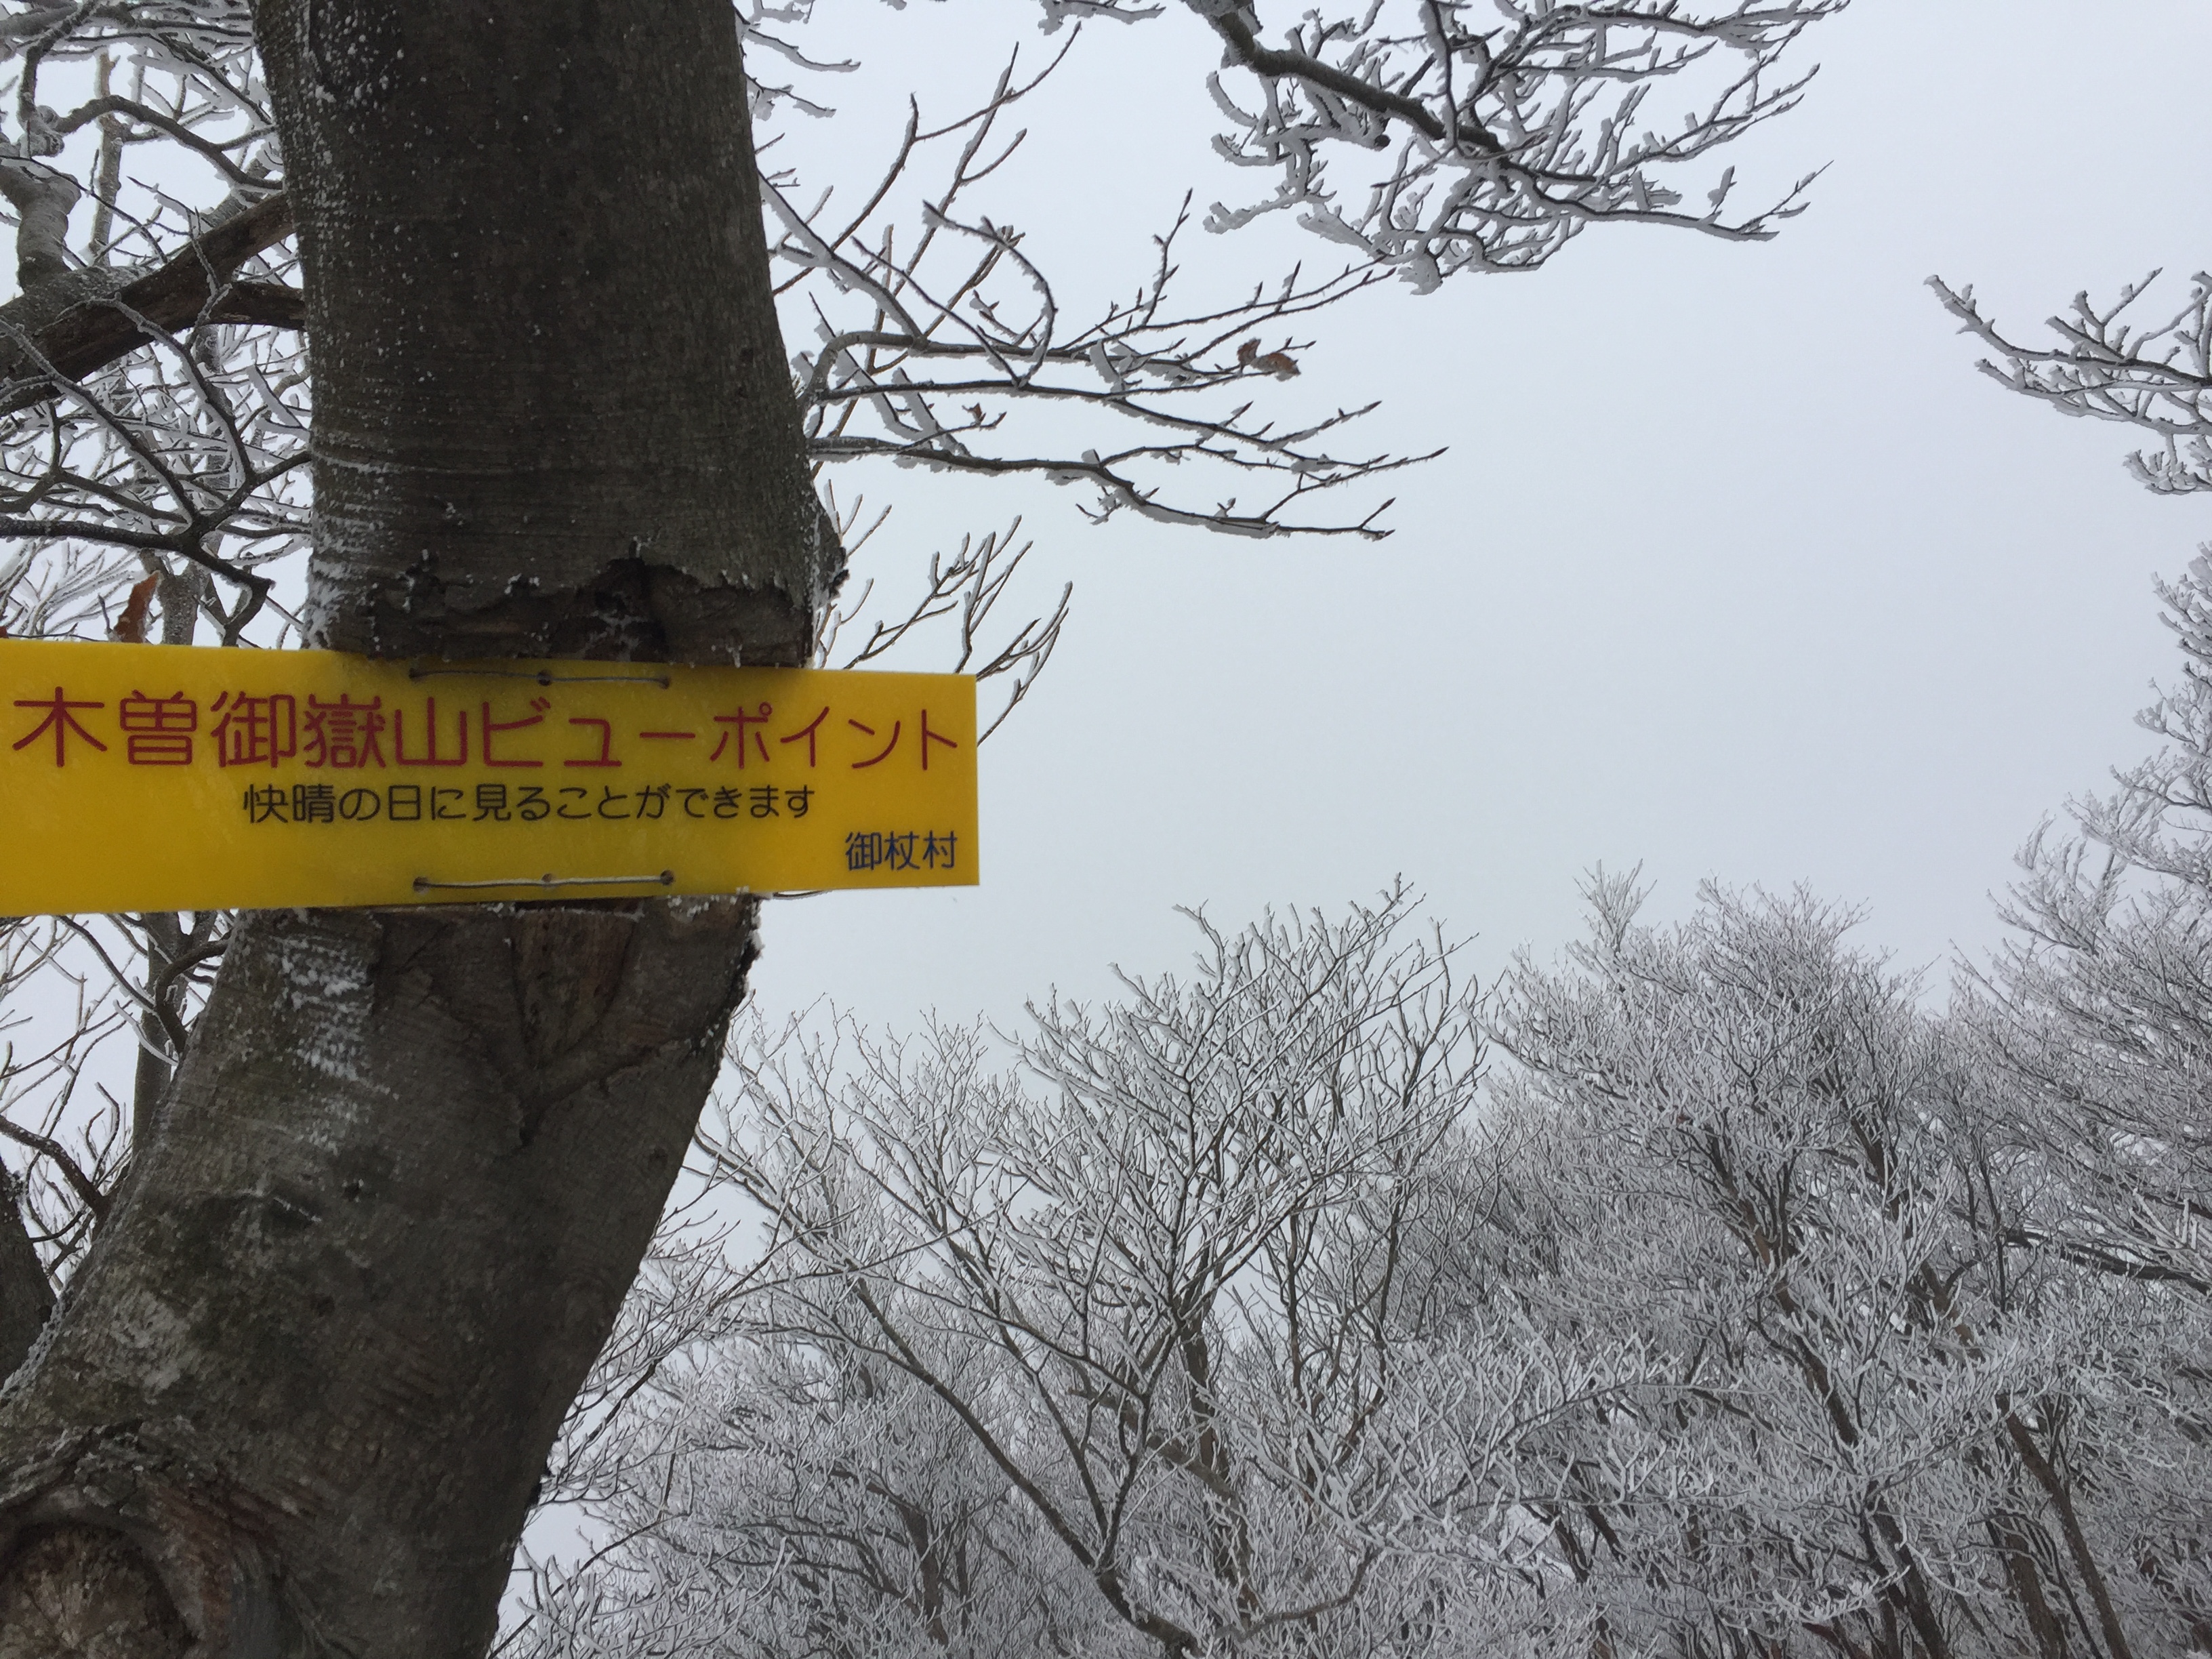 木曽御嶽山ビューポイント
快晴の日に見ることができます
御杖村